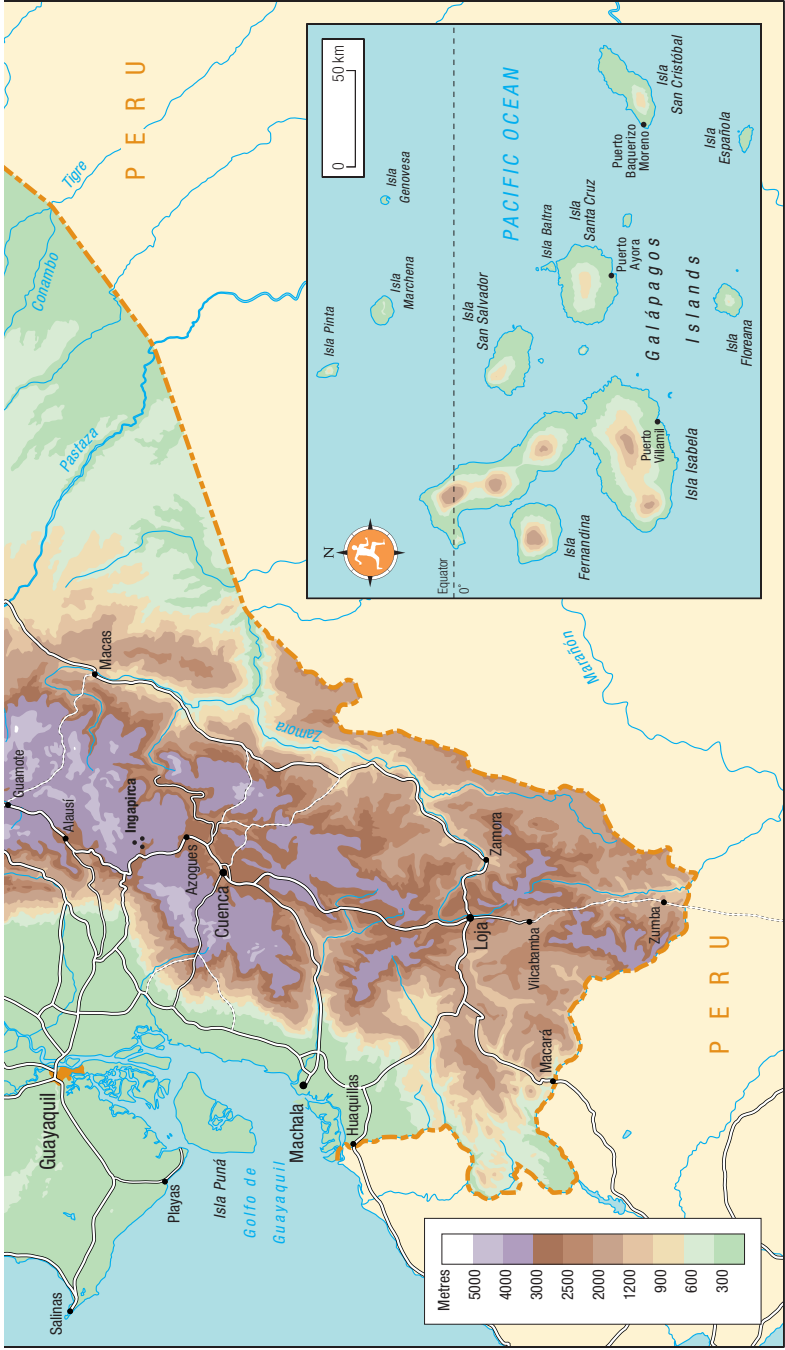 PERU
Tigre
Conambo
Pastaza
Guamote
Macas
Alausí
Ingapirca
Azogues
Cuenca
Zamora
Zamora
Loja
Vilcabamba
Zumba
Marañón
PERU
Guayaquil
Machala
Huaquillas
Macará
Playas
Isla Puná
Golfo de
Guayaquil
Salinas
Metres
5000
4000
3000
2500
2000
1200
900
600
300
0
50 km
N
Equator
0°
PACIFIC OCEAN
Isla Pinta
Isla
Marchena
Isla
Genovesa
Isla
San Salvador
Isla Baltra
Isla
Santa Cruz
Puerto
Ayora
Galápagos
Islands
Isla
Fernandina
Isla Isabela
Puerto
Villamil
Isla
Floreana
Puerto
Baquerizo
Moreno
Isla
San Cristóbal
Isla
Española